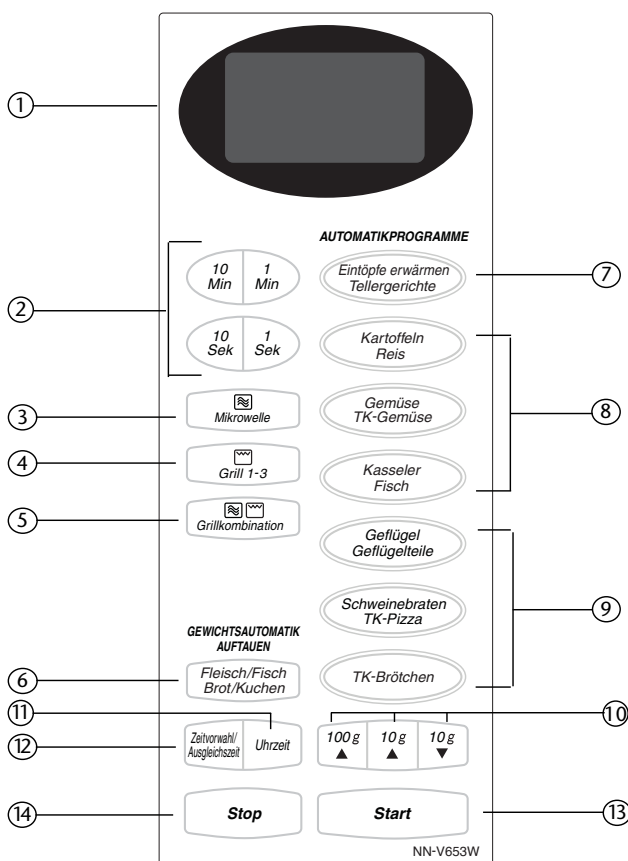 1
AUTOMATIKPROGRAMME
10 Min
1 Min
Eintöpfe erwärmen
Tellergerichte
7
2
10 Sek
1 Sek
Kartoffeln
Reis
3
Mikrowelle
Gemüse
TK-Gemüse
8
4
Grill 1-3
Kasseler
Fisch
5
Grillkombination
Geflügel
Geflügelteile
Schweinebraten
TK-Pizza
9
GEWICHTSAUTOMATIK
AUFTAUEN
6
Fleisch/Fisch
Brot/Kuchen
TK-Brötchen
11
10
12
Zeitvorwahl/
Ausgleichszeit
Uhrzeit
100 g ▲
10 g ▲
10 g ▼
14
Stop
Start
13
NN-V653W